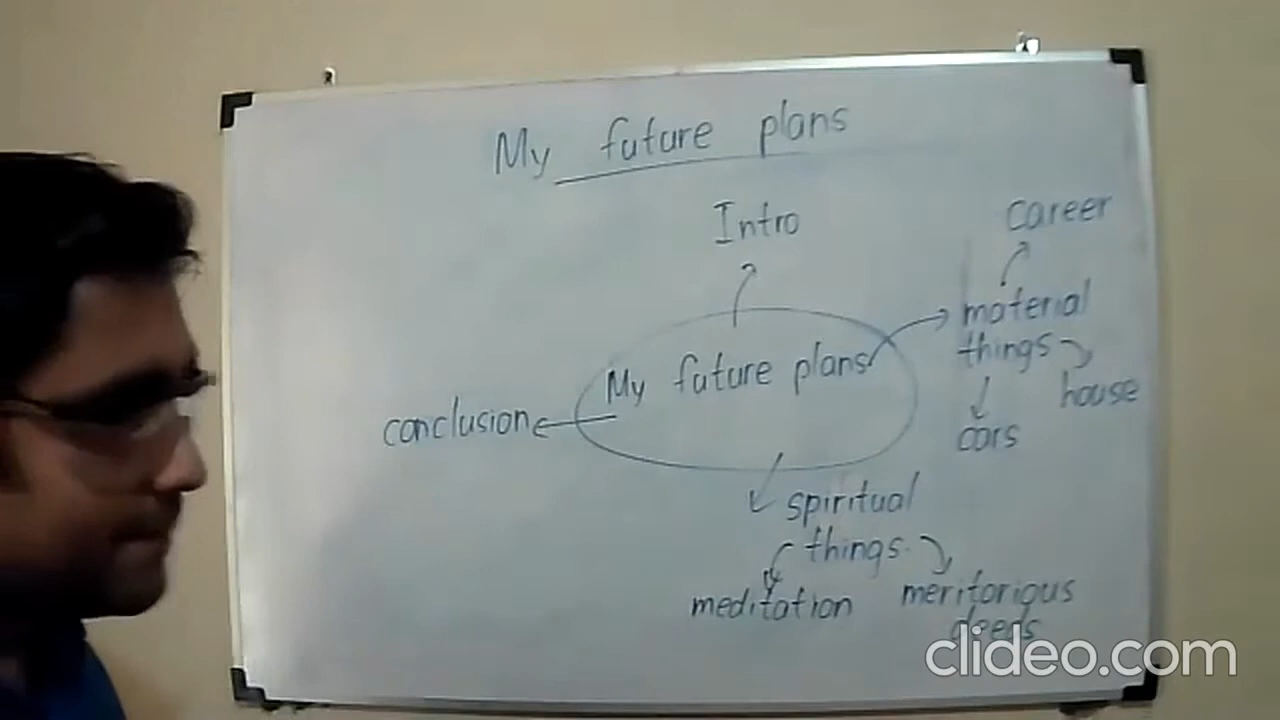 My future plans
Intro
career
material
things
house
cars
My future plans
conclusion
spiritual
things
meditation
meritorious
deeds
clideo.com